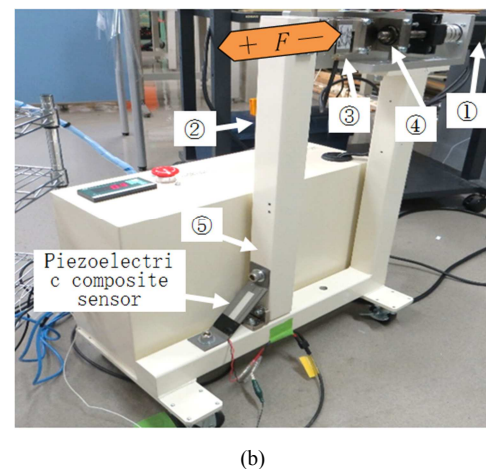 + F −
①
②
③
④
⑤
Piezoelectri
c composite
sensor
(b)